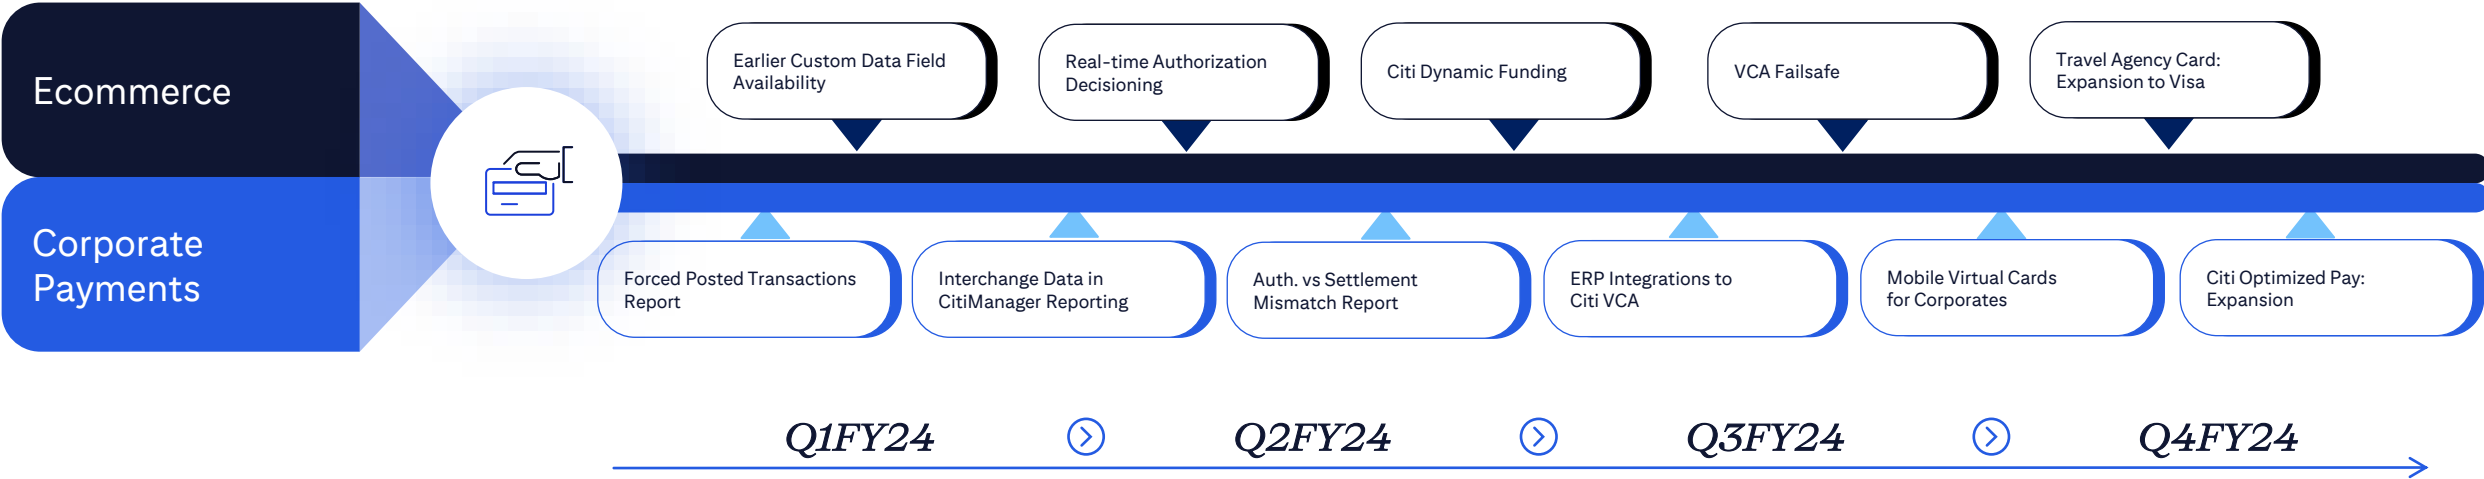 Ecommerce
Corporate
Payments
Earlier Custom Data Field
Availability
Real-time Authorization
Decisioning
Citi Dynamic Funding
VCA Failsafe
Travel Agency Card:
Expansion to Visa
Forced Posted Transactions
Report
Interchange Data in
CitiManager Reporting
Auth. vs Settlement
Mismatch Report
ERP Integrations to
Citi VCA
Mobile Virtual Cards
for Corporates
Citi Optimized Pay:
Expansion
Q1FY24
Q2FY24
Q3FY24
Q4FY24